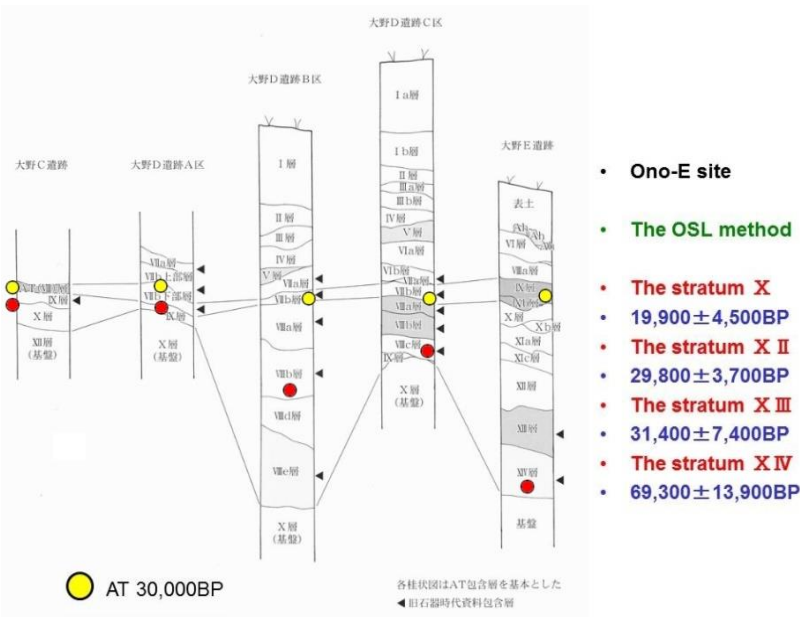 大野C遺跡
AT(Ⅷ)層
Ⅸ層
Ⅹ層
Ⅻ層
(基盤)
大野D遺跡A区
Ⅶa層
Ⅶb上部層
Ⅶb下部層
Ⅸ層
Ⅹ層
(基盤)
大野D遺跡B区
Ⅰ層
Ⅱ層
Ⅲ層
Ⅳ層
Ⅴ層
Ⅶa層
Ⅶb層
Ⅷa層
Ⅷb層
Ⅷd層
Ⅷe層
Ⅹ層
(基盤)
大野D遺跡C区
Ⅰa層
Ⅰb層
Ⅱ層
Ⅲa層
Ⅲb層
Ⅳ層
Ⅴ層
Ⅵa層
Ⅵb層
Ⅶa層
Ⅶb層
Ⅷa層
Ⅷb層
Ⅷc層
Ⅸ層
Ⅹ層
(基盤)
大野E遺跡
表土
Ah
Ah
Ⅵ層
Ⅷa層
Ⅸ層
Ⅹ層
Ⅹb層
Ⅺa層
Ⅺc層
Ⅻ層
XⅢ層
XⅣ層
基盤
AT 30,000BP
各柱状図はAT包含層を基本とした
◀ 旧石器時代資料包含層
• Ono-E site
• The OSL method
• The stratum Ⅹ
• 19,900±4,500BP
• The stratum ⅩⅡ
• 29,800±3,700BP
• The stratum ⅩⅢ
• 31,400±7,400BP
• The stratum ⅩⅣ
• 69,300±13,900BP